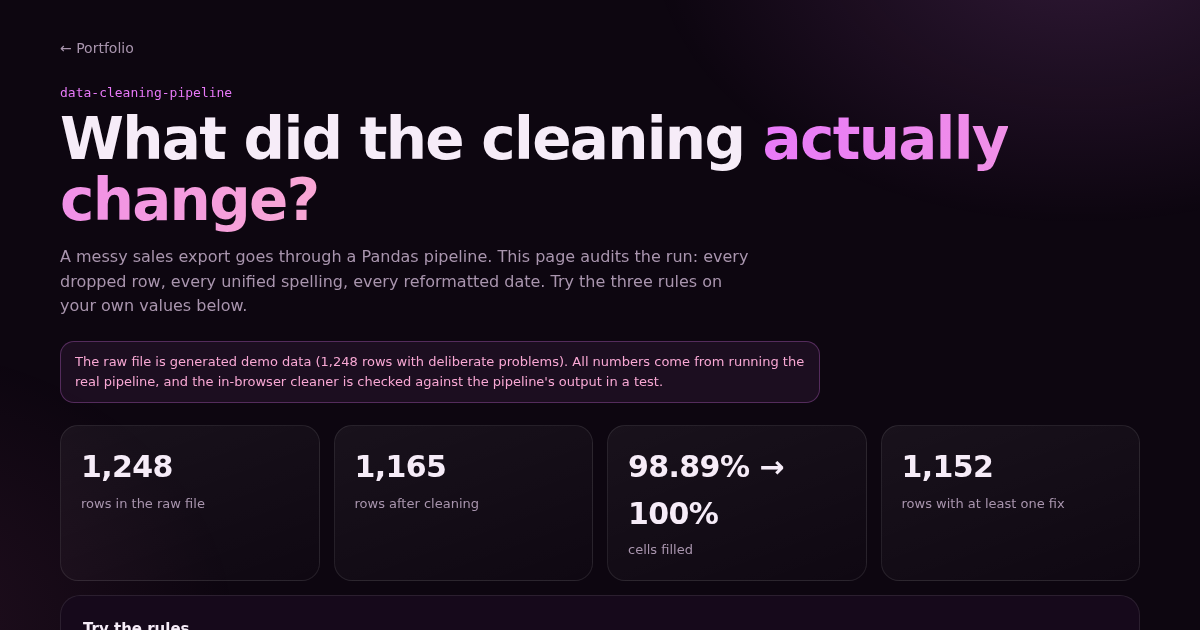 ← Portfolio
data-cleaning-pipeline
What did the cleaning actually
change?
A messy sales export goes through a Pandas pipeline. This page audits the run: every
dropped row, every unified spelling, every reformatted date. Try the three rules on
your own values below.
The raw file is generated demo data (1,248 rows with deliberate problems). All numbers come from running the
real pipeline, and the in-browser cleaner is checked against the pipeline's output in a test.
1,248
rows in the raw file
1,165
rows after cleaning
98.89% →
100%
cells filled
1,152
rows with at least one fix
Try the rules